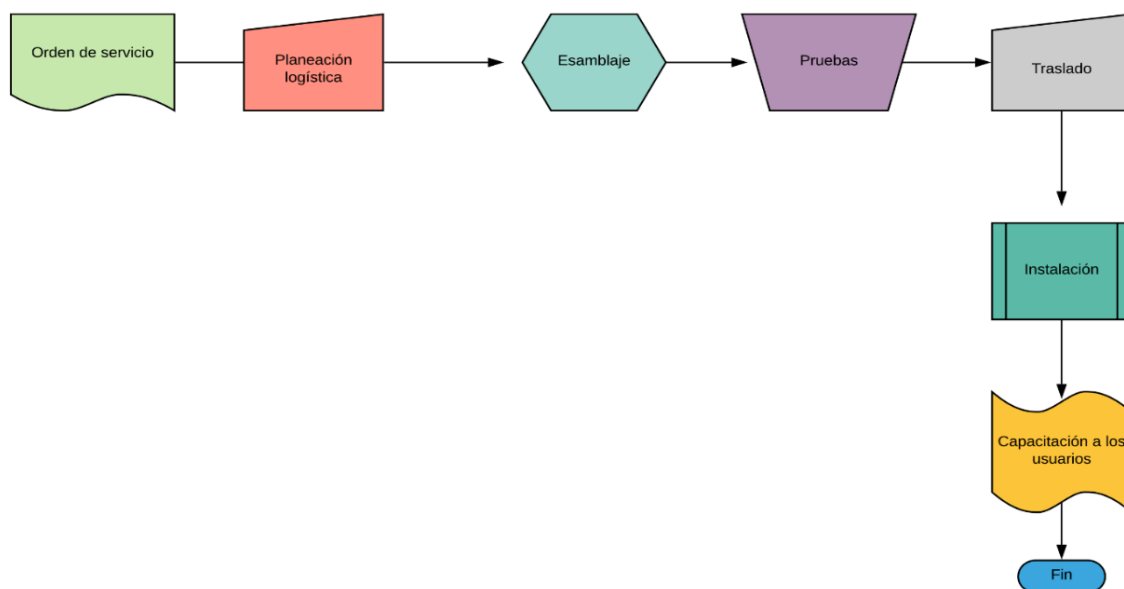 Orden de servicio
Planeación
logística
Esamblaje
Pruebas
Traslado
Instalación
Capacitación a los
usuarios
Fin